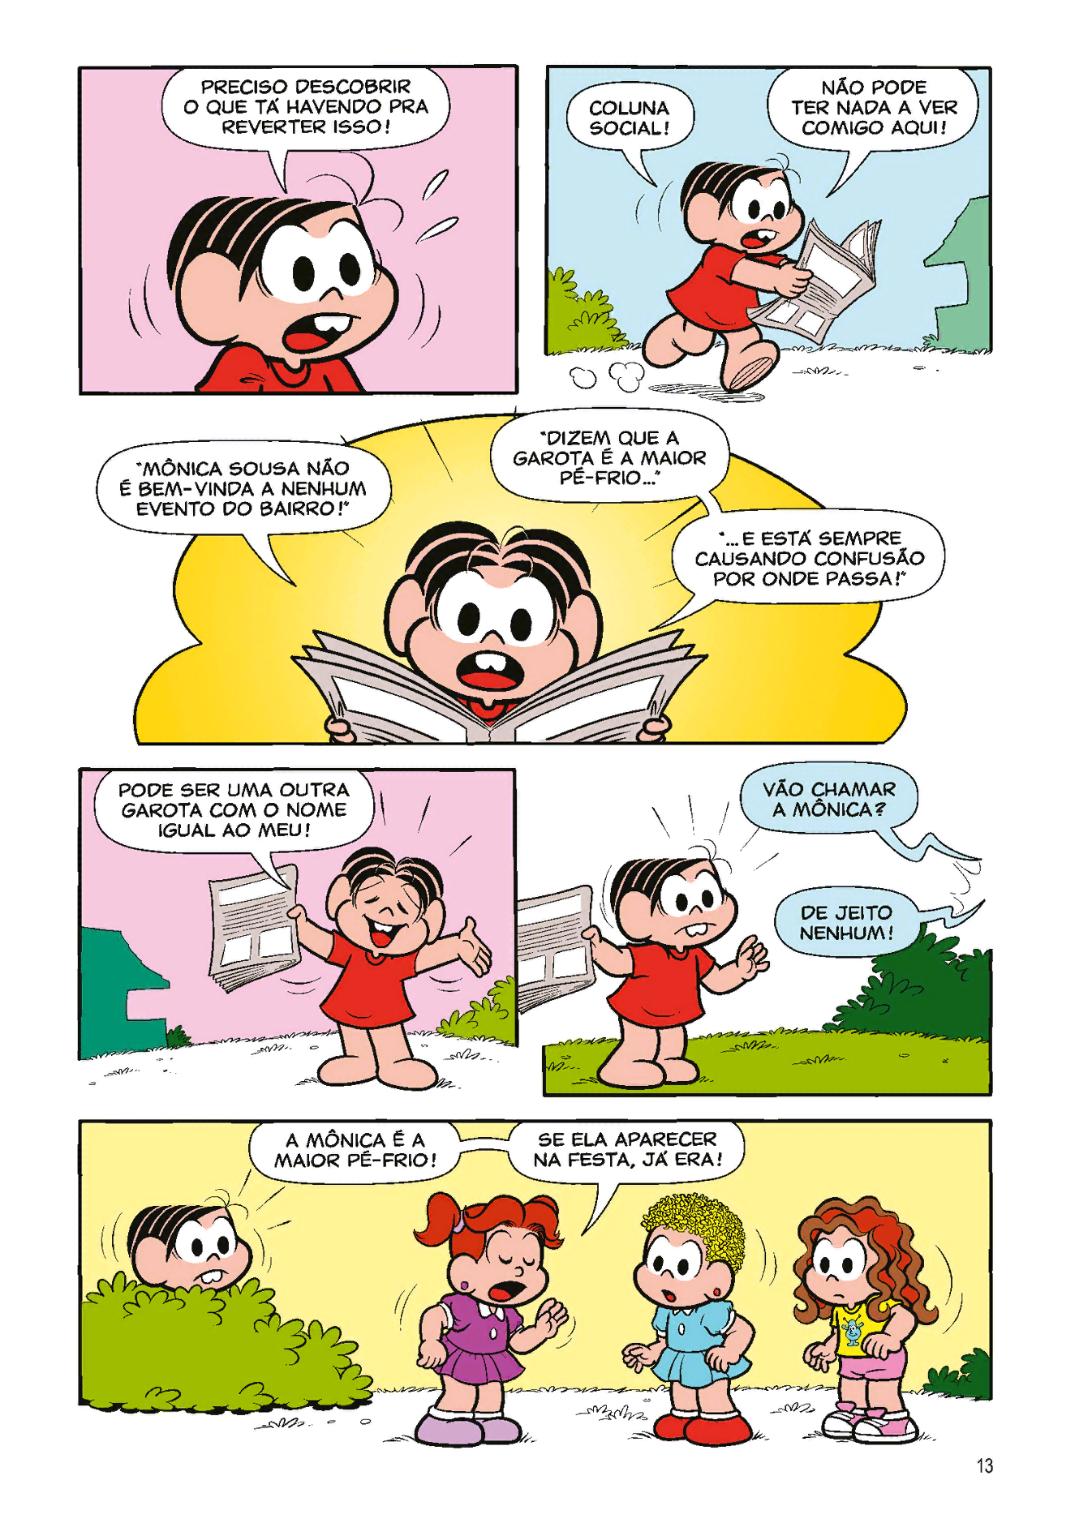 PRECISO DESCOBRIR
O QUE TÁ HAVENDO PRA
REVERTER ISSO!
COLUNA
SOCIAL!
NÃO PODE
TER NADA A VER
COMIGO AQUI!
"MÔNICA SOUSA NÃO
É BEM-VINDA A NENHUM
EVENTO DO BAIRRO!"
"DIZEM QUE A
GAROTA É A MAIOR
PÉ-FRIO..."
"...E ESTÁ SEMPRE
CAUSANDO CONFUSÃO
POR ONDE PASSA!"
PODE SER UMA OUTRA
GAROTA COM O NOME
IGUAL AO MEU!
VÃO CHAMAR
A MÔNICA?
DE JEITO
NENHUM!
A MÔNICA É A
MAIOR PÉ-FRIO!
SE ELA APARECER
NA FESTA, JÁ ERA!
13